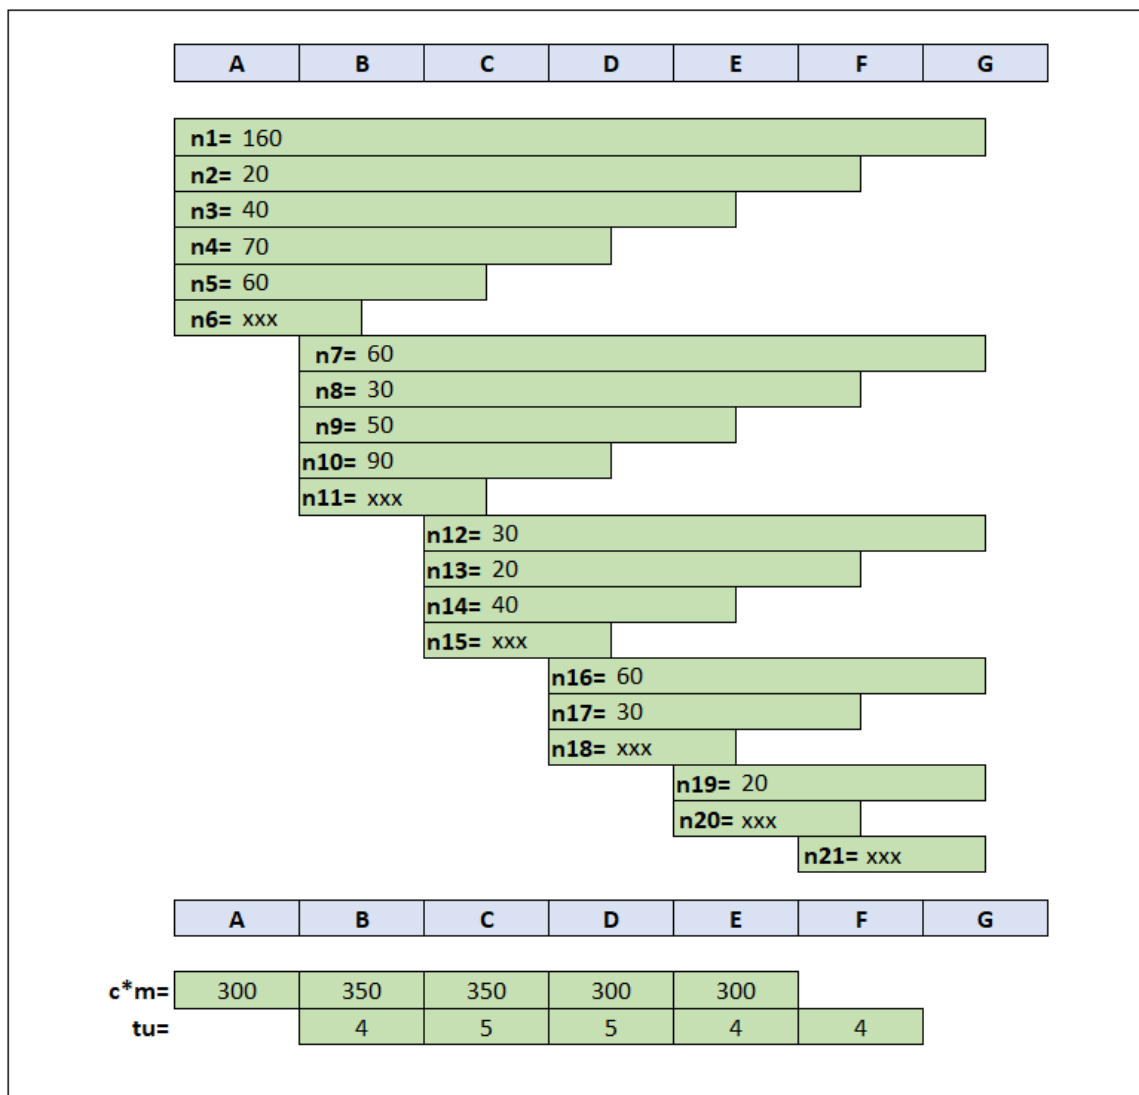 A B C D E F G
n1= 160
n2= 20
n3= 40
n4= 70
n5= 60
n6= xxx
n7= 60
n8= 30
n9= 50
n10= 90
n11= xxx
n12= 30
n13= 20
n14= 40
n15= xxx
n16= 60
n17= 30
n18= xxx
n19= 20
n20= xxx
n21= xxx
A B C D E F G
c*m= 300 350 350 300 300
tu= 4 5 5 4 4